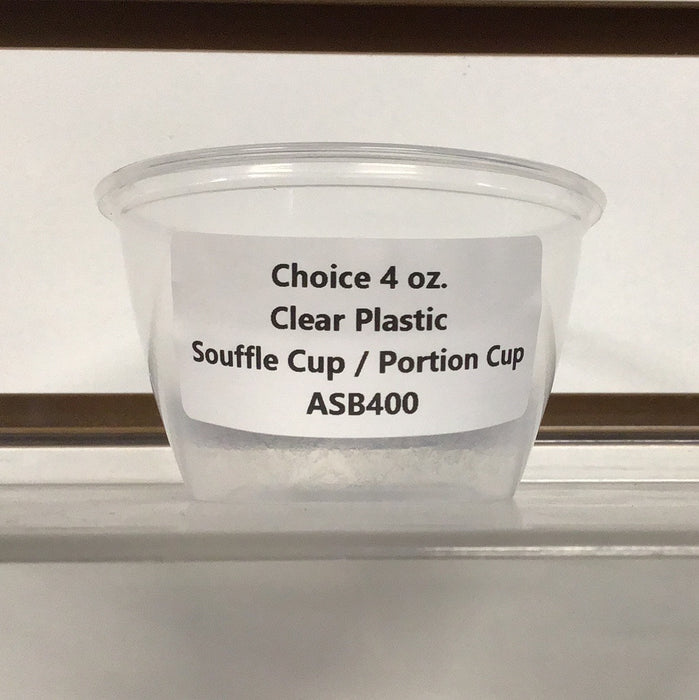 Choice 4 oz.
Clear Plastic
Souffle Cup / Portion Cup
ASB400